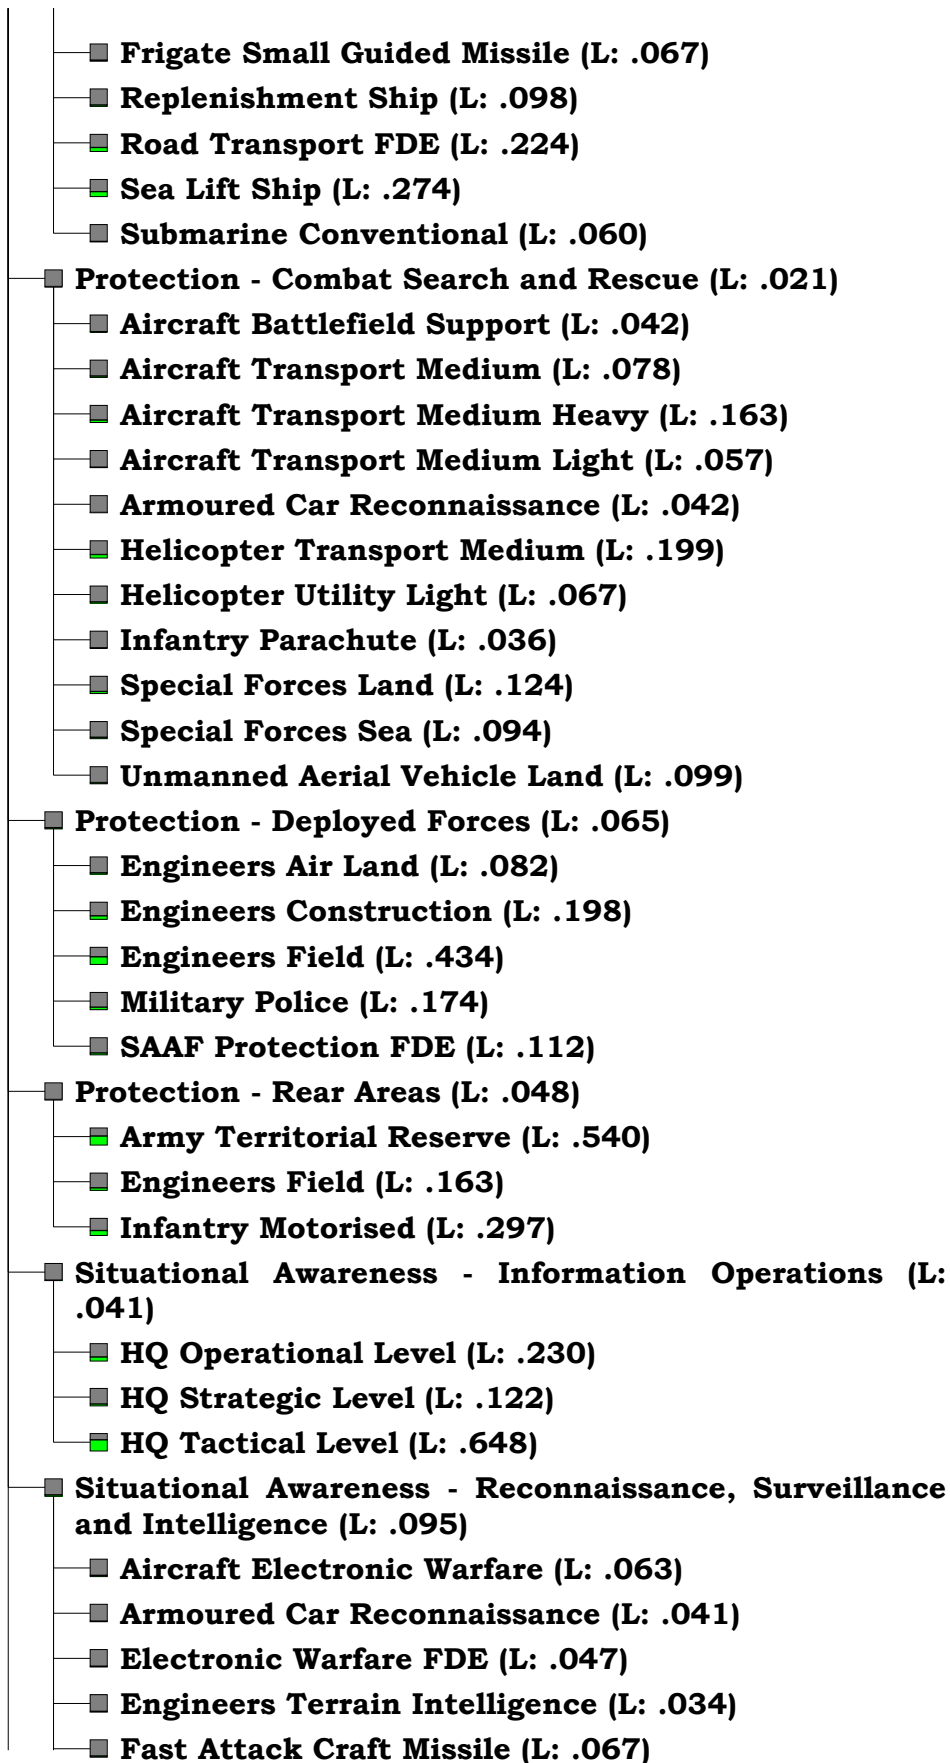 Frigate Small Guided Missile (L: .067)
Replenishment Ship (L: .098)
Road Transport FDE (L: .224)
Sea Lift Ship (L: .274)
Submarine Conventional (L: .060)
Protection - Combat Search and Rescue (L: .021)
Aircraft Battlefield Support (L: .042)
Aircraft Transport Medium (L: .078)
Aircraft Transport Medium Heavy (L: .163)
Aircraft Transport Medium Light (L: .057)
Armoured Car Reconnaissance (L: .042)
Helicopter Transport Medium (L: .199)
Helicopter Utility Light (L: .067)
Infantry Parachute (L: .036)
Special Forces Land (L: .124)
Special Forces Sea (L: .094)
Unmanned Aerial Vehicle Land (L: .099)
Protection - Deployed Forces (L: .065)
Engineers Air Land (L: .082)
Engineers Construction (L: .198)
Engineers Field (L: .434)
Military Police (L: .174)
SAAF Protection FDE (L: .112)
Protection - Rear Areas (L: .048)
Army Territorial Reserve (L: .540)
Engineers Field (L: .163)
Infantry Motorised (L: .297)
Situational Awareness - Information Operations (L:
.041)
HQ Operational Level (L: .230)
HQ Strategic Level (L: .122)
HQ Tactical Level (L: .648)
Situational Awareness - Reconnaissance, Surveillance
and Intelligence (L: .095)
Aircraft Electronic Warfare (L: .063)
Armoured Car Reconnaissance (L: .041)
Electronic Warfare FDE (L: .047)
Engineers Terrain Intelligence (L: .034)
Fast Attack Craft Missile (L: .067)